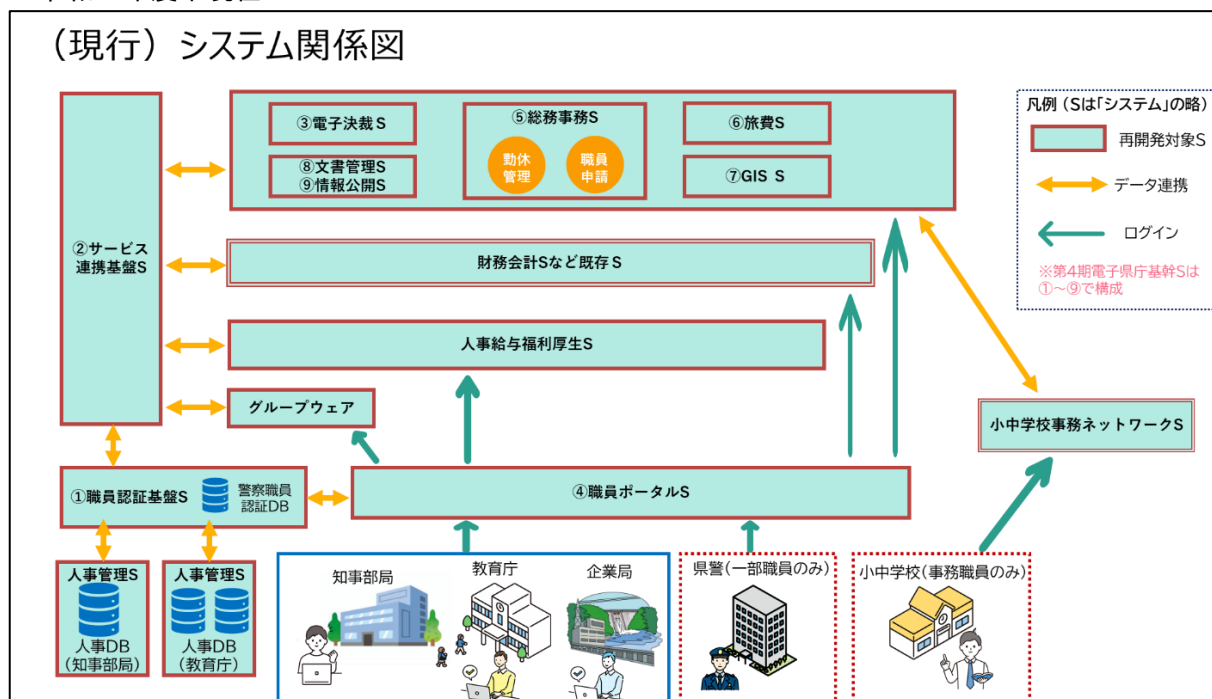 （現行）システム関係図
③電子決裁S
⑧文書管理S
⑨情報公開S
⑤総務事務S
勤休
管理
職員
申請
⑥旅費S
⑦GIS S
②サービス
連携基盤S
財務会計Sなど既存S
人事給与福利厚生S
グループウェア
①職員認証基盤S
警察職員
認証DB
④職員ポータルS
小中学校事務ネットワークS
人事管理S
人事DB
(知事部局)
人事管理S
人事DB
(教育庁)
知事部局
教育庁
企業局
県警(一部職員のみ)
小中学校(事務職員のみ)
凡例（Sは「システム」の略）
再開発対象S
データ連携
ログイン
※第4期電子県庁基幹Sは
①～⑨で構成